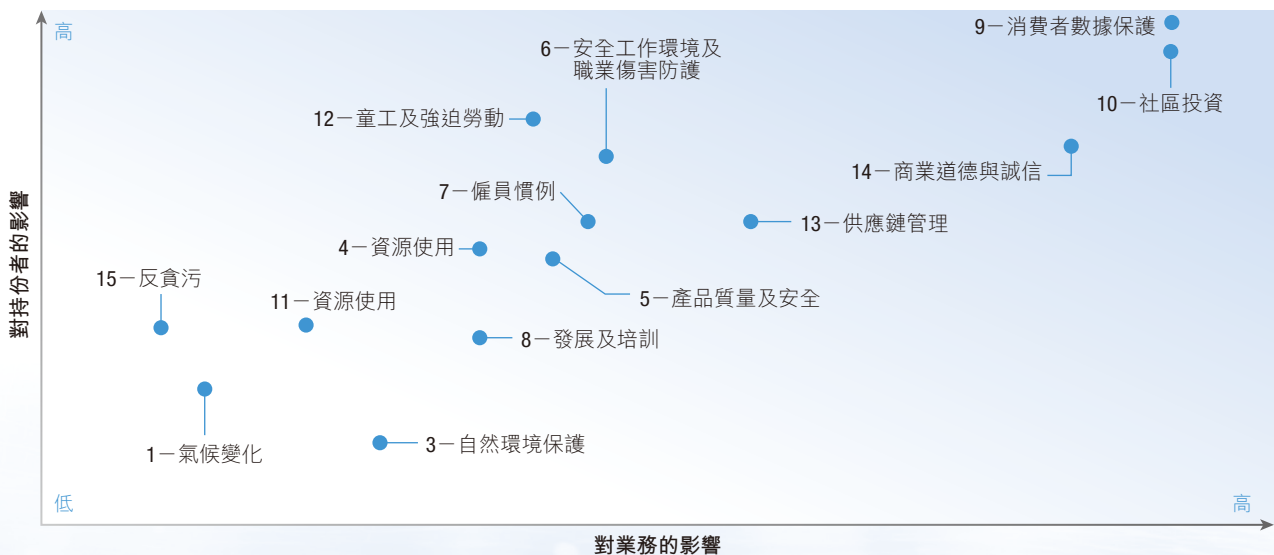 高
9－消費者數據保護
6－安全工作環境及
職業傷害防護
10－社區投資
12－童工及強迫勞動
14－商業道德與誠信
7－僱員慣例
13－供應鏈管理
4－資源使用
15－反貪污
11－資源使用
5－產品質量及安全
8－發展及培訓
1－氣候變化
3－自然環境保護
低
高
對持份者的影響
對業務的影響